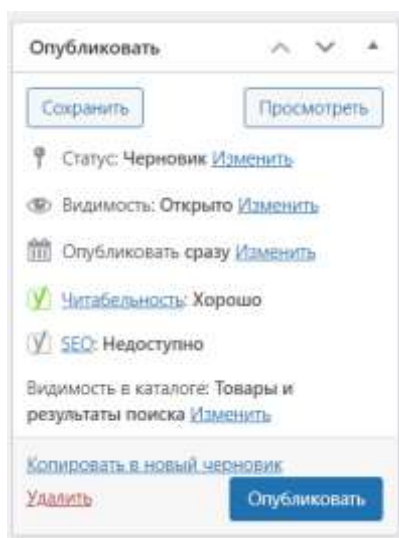 Опубликовать
Сохранить
Просмотреть
Статус: Черновик Изменить
Видимость: Открыто Изменить
Опубликовать сразу Изменить
Читабельность: Хорошо
SEO: Недоступно
Видимость в каталоге: Товары и
результаты поиска Изменить
Копировать в новый черновик
Удалить
Опубликовать